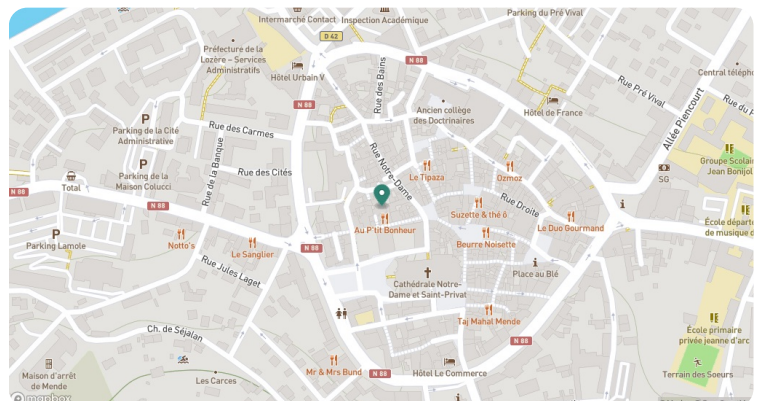 Intermarché Contact
Inspection Académique
Parking du Pré Vival
D 42
Préfecture de la
Lozère – Services
Administratifs
N 88
Hôtel Urbain V
Rue des Bains
Central téléph
Rue Pré Vival
Allée Piencourt
N 88
Ancien collège
des Doctrinaires
Hôtel de France
Rue du
P
Parking de la Cité
Administrative
Rue des Carmes
Rue Notre-Dame
Groupe Scolai
Jean Bonijol
P
Parking de la
Maison Colucci
Rue de la Banque
Rue des Cités
Le Tipaza
Ozmoz
SG
Total
N 88
N 88
Rue Droite
Suzette & thé ô
Le Duo Gourmand
i
École départe
de musique d
P
Parking Lamole
Notto's
Le Sanglier
N 88
Au P'tit Bonheur
Beurre Noisette
Rue Jules Laget
i
Place au Blé
Cathédrale Notre-
Dame et Saint-Privat
Taj Mahal Mende
Ch. de Séjalan
N 88
École primaire
privée jeanne d'arc
Maison d'arrêt
de Mende
Les Carces
Mr & Mrs Bund
N 88
Hôtel Le Commerce
Terrain des Soeurs
mapbox